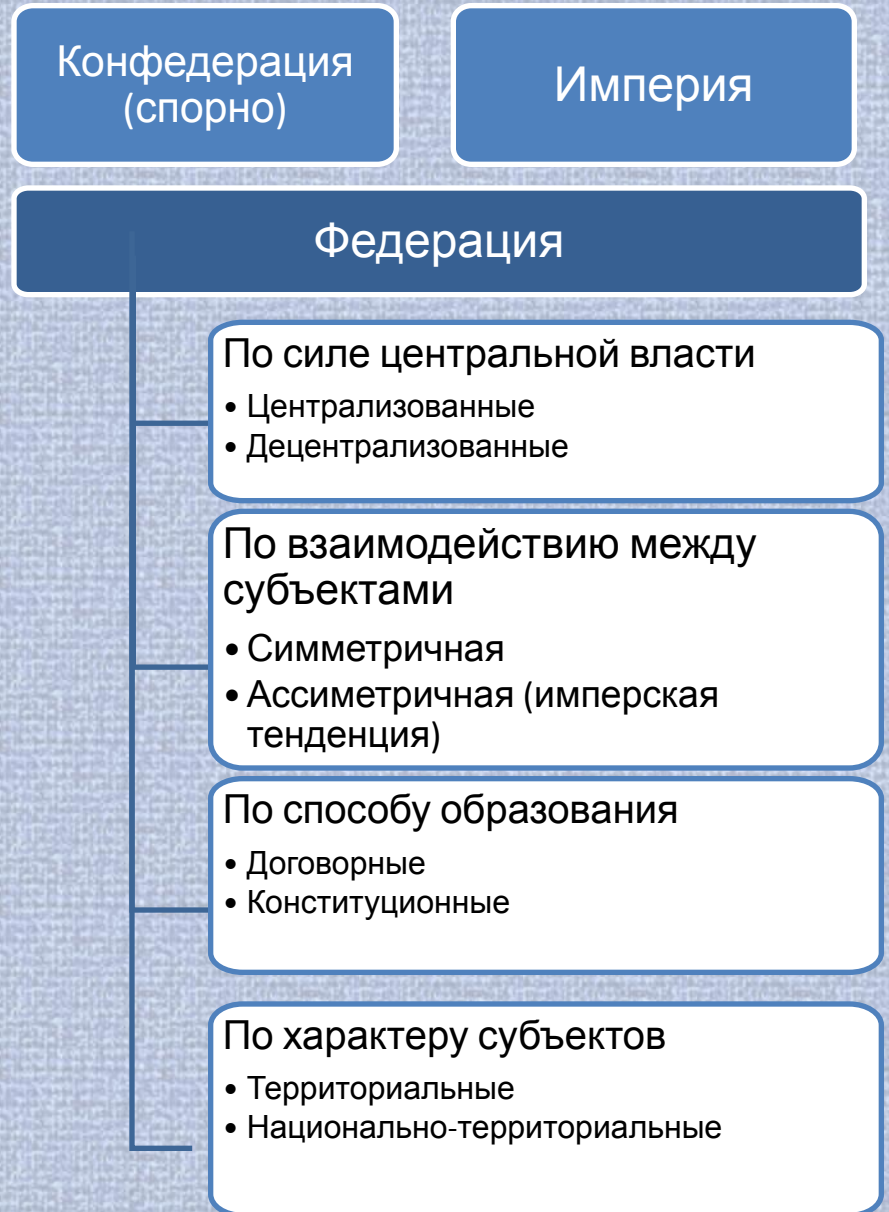 Конфедерация
(спорно)
Империя
Федерация
По силе центральной власти
• Централизованные
• Децентрализованные
По взаимодействию между
субъектами
• Симметричная
• Ассиметричная (имперская
тенденция)
По способу образования
• Договорные
• Конституционные
По характеру субъектов
• Территориальные
• Национально-территориальные